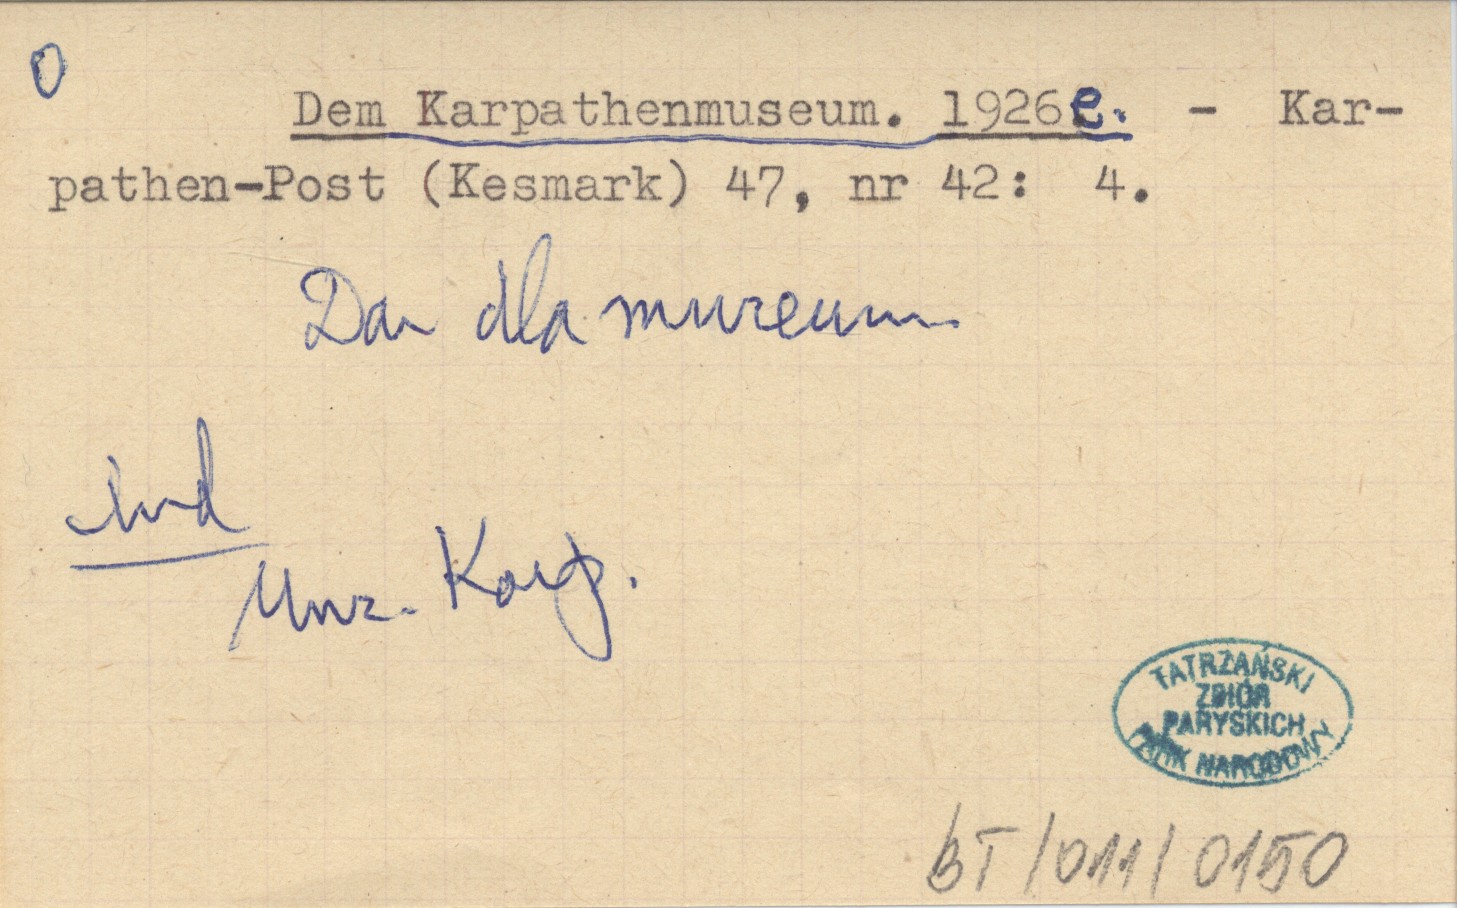 0
Dem Karpathenmuseum. 1926e. - Kar-
pathen-Post (Kesmark) 47, nr 42: 4.
Dar dla muzeum
ind
Muz. Karp.
TATRZAŃSKI
ZBIÓR
PARYSKICH
PARK NARODOWY
BT/011/0150